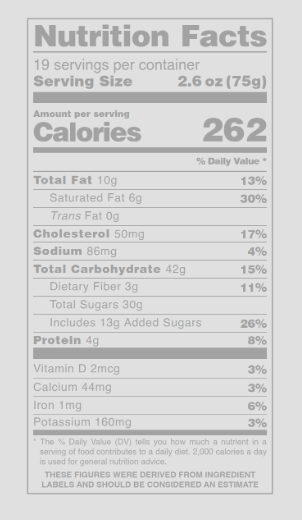 Nutrition Facts
19 servings per container
Serving Size 2.6 oz (75g)
Amount per serving
Calories 262
% Daily Value *
Total Fat 10g 13%
Saturated Fat 6g 30%
Trans Fat 0g
Cholesterol 50mg 17%
Sodium 86mg 4%
Total Carbohydrate 42g 15%
Dietary Fiber 3g 11%
Total Sugars 30g
Includes 13g Added Sugars 26%
Protein 4g 8%
Vitamin D 2mcg 3%
Calcium 44mg 3%
Iron 1mg 6%
Potassium 160mg 3%
* The % Daily Value (DV) tells you how much a nutrient in a
serving of food contributes to a daily diet. 2,000 calories a day
is used for general nutrition advice.
THESE FIGURES WERE DERIVED FROM INGREDIENT
LABELS AND SHOULD BE CONSIDERED AN ESTIMATE